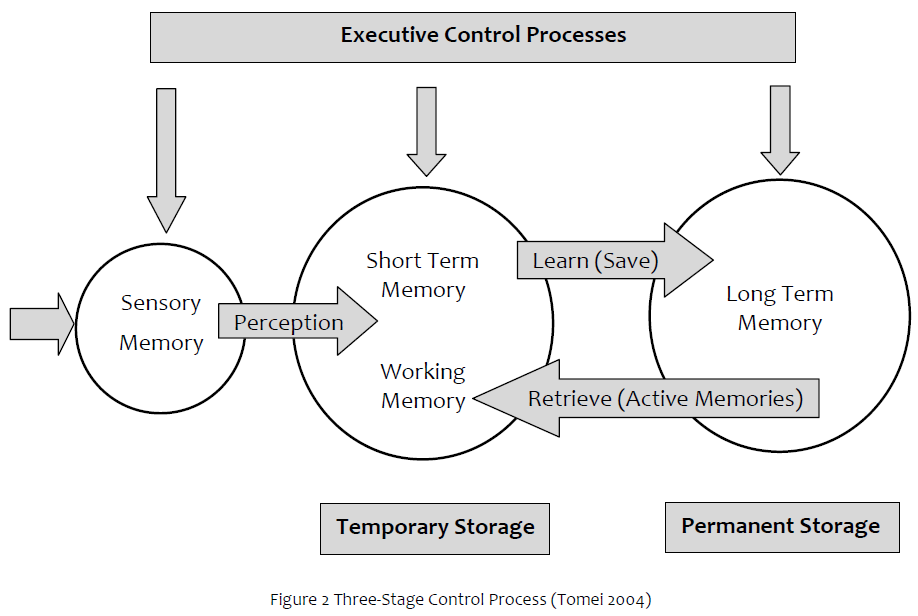 Executive Control Processes
Sensory
Memory
Perception
Short Term
Memory
Working
Memory
Learn (Save)
Retrieve (Active Memories)
Long Term
Memory
Temporary Storage
Permanent Storage
Figure 2 Three-Stage Control Process (Tomei 2004)